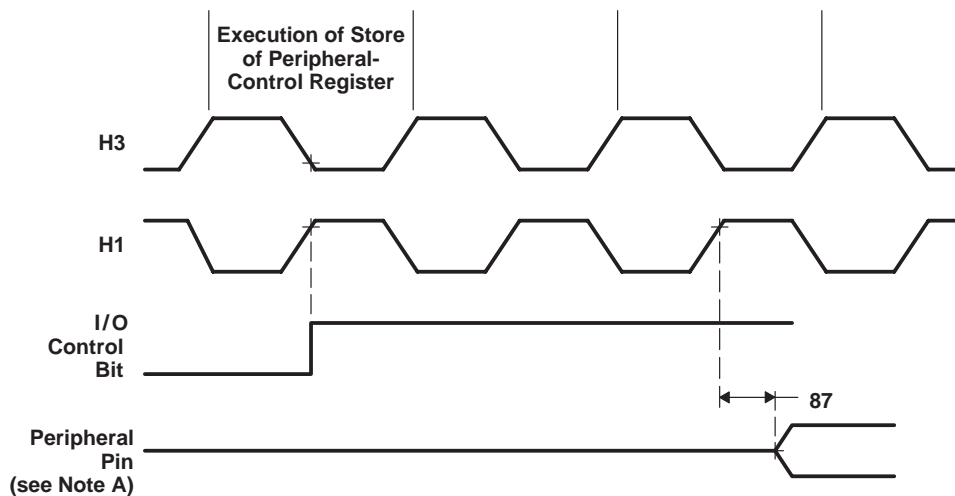 Execution of Store
of Peripheral-
Control Register
H3
H1
I/O
Control
Bit
87
Peripheral
Pin
(see Note A)